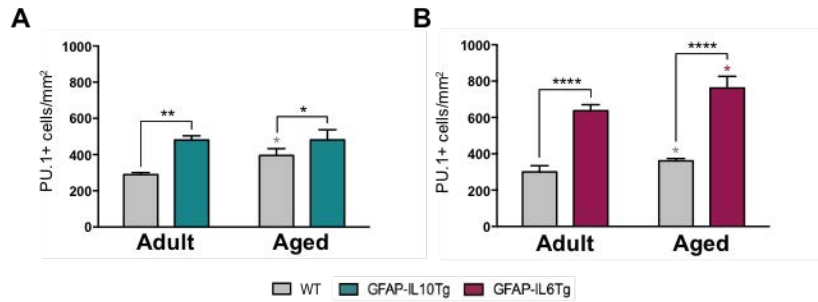 A
B
PU.1+ cells/mm²
1000
800
600
400
200
0
**
*
*
Adult
Aged
PU.1+ cells/mm²
1000
800
600
400
200
0
****
****
*
*
Adult
Aged
WT
GFAP-IL10Tg
GFAP-IL6Tg